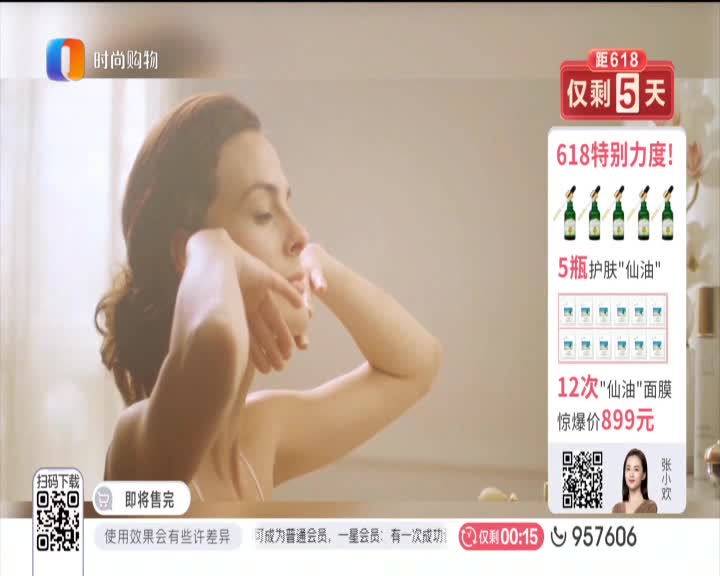 时尚购物
距618
仅剩5天
618特别力度!
5瓶护肤"仙油"
12次"仙油"面膜
惊爆价899元
张小欢
扫码下载
即将售完
使用效果会有些许差异
可成为普通会员，一星会员：有一次成功
仅剩00:15
957606